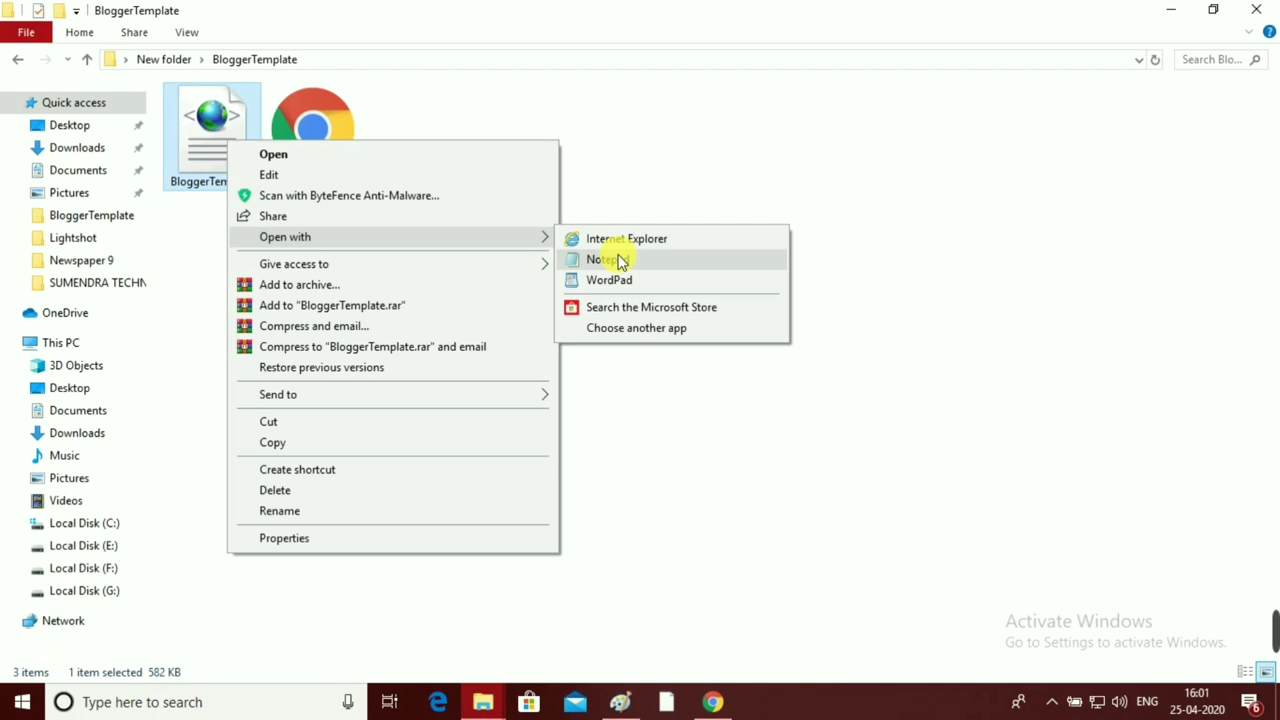 BloggerTemplate
File Home Share View
New folder BloggerTemplate
Search Blo...
Quick access
Desktop
Downloads
Documents
Pictures
BloggerTemplate
Lightshot
Newspaper 9
SUMENDRA TECHN
OneDrive
This PC
3D Objects
Desktop
Documents
Downloads
Music
Pictures
Videos
Local Disk (C:)
Local Disk (E:)
Local Disk (F:)
Local Disk (G:)
Network
BloggerTem
Open
Edit
Scan with ByteFence Anti-Malware...
Share
Open with
Give access to
Add to archive...
Add to "BloggerTemplate.rar"
Compress and email...
Compress to "BloggerTemplate.rar" and email
Restore previous versions
Send to
Cut
Copy
Create shortcut
Delete
Rename
Properties
Internet Explorer
Notepad
WordPad
Search the Microsoft Store
Choose another app
Activate Windows
Go to Settings to activate Windows.
3 items 1 item selected 582 KB
Type here to search
ENG
16:01
25-04-2020
6